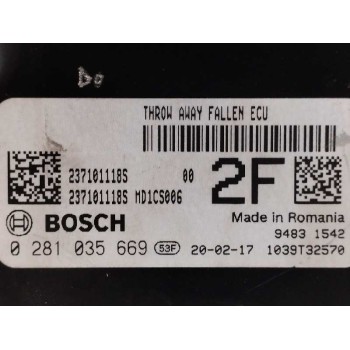 Do
THROW AWAY FALLEN ECU
237101118S 00
237101118S MD1CS006
2F
BOSCH
Made in Romania
9483 1542
0 281 035 669 53F 20-02-17 1039T32570